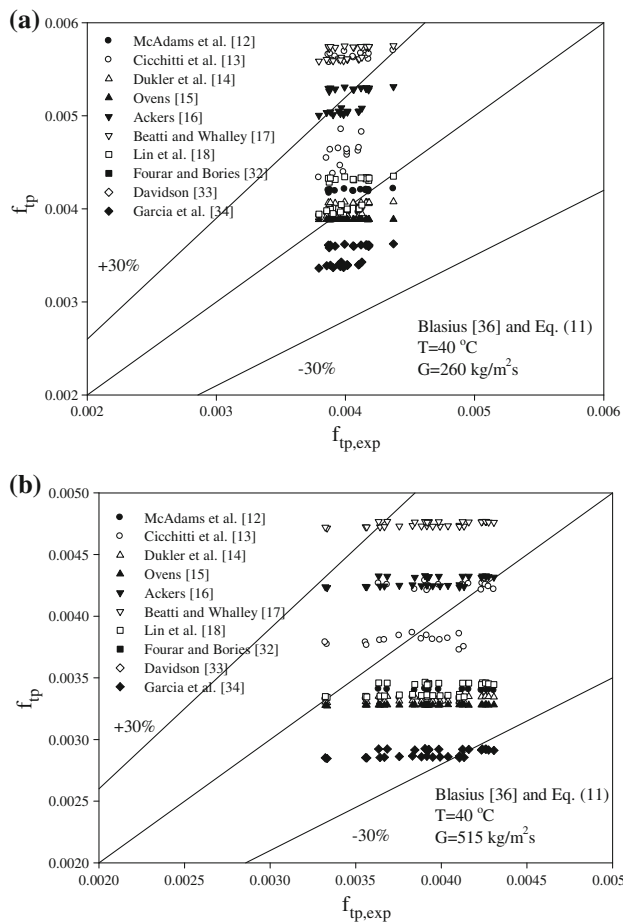 (a)
0.006
McAdams et al. [12]
Cicchitti et al. [13]
Dukler et al. [14]
Ovens [15]
Ackers [16]
Beatti and Whalley [17]
Lin et al. [18]
Fourar and Bories [32]
Davidson [33]
Garcia et al. [34]
0.005
f_tp
0.004
+30%
0.003
Blasius [36] and Eq. (11)
T=40 °C
G=260 kg/m²s
-30%
0.002
0.002 0.003 0.004 0.005 0.006
f_tp,exp
(b)
0.0050
McAdams et al. [12]
Cicchitti et al. [13]
Dukler et al. [14]
Ovens [15]
Ackers [16]
Beatti and Whalley [17]
Lin et al. [18]
Fourar and Bories [32]
Davidson [33]
Garcia et al. [34]
0.0045
0.0040
f_tp
0.0035
0.0030
+30%
0.0025
Blasius [36] and Eq. (11)
T=40 °C
G=515 kg/m²s
-30%
0.0020
0.0020 0.0025 0.0030 0.0035 0.0040 0.0045 0.005
f_tp,exp